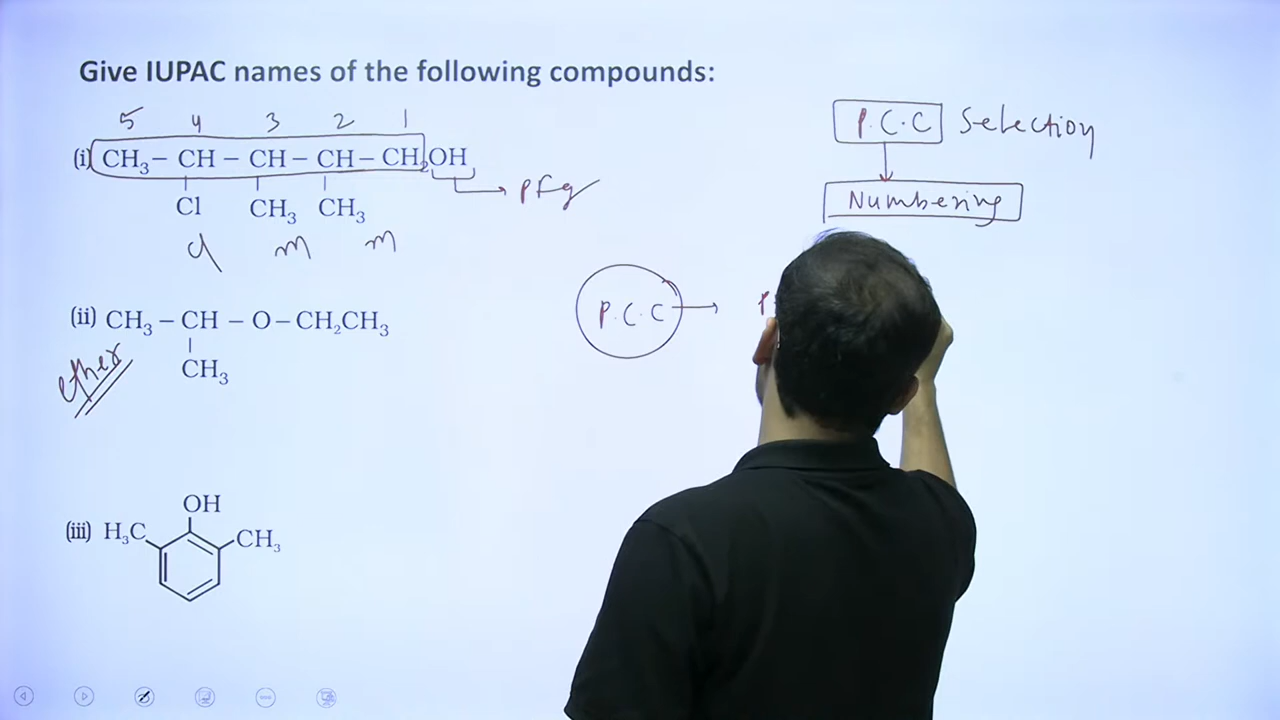 Give IUPAC names of the following compounds:
5 4 3 2 1
(i) CH₃ – CH – CH – CH – CH₂OH
Cl CH₃ CH₃
m m
pfg
P.C.C Selection
Numbering
(ii) CH₃ – CH – O – CH₂CH₃
CH₃
ether
P.C.C
(iii) H₃C OH CH₃